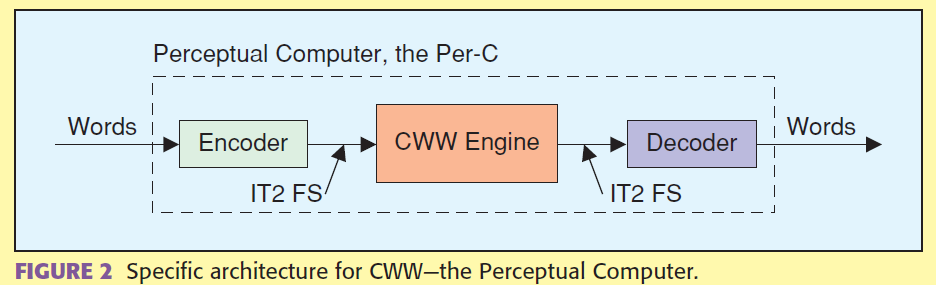 Perceptual Computer, the Per-C
Words
Encoder
CWW Engine
Decoder
Words
IT2 FS
IT2 FS
FIGURE 2 Specific architecture for CWW—the Perceptual Computer.